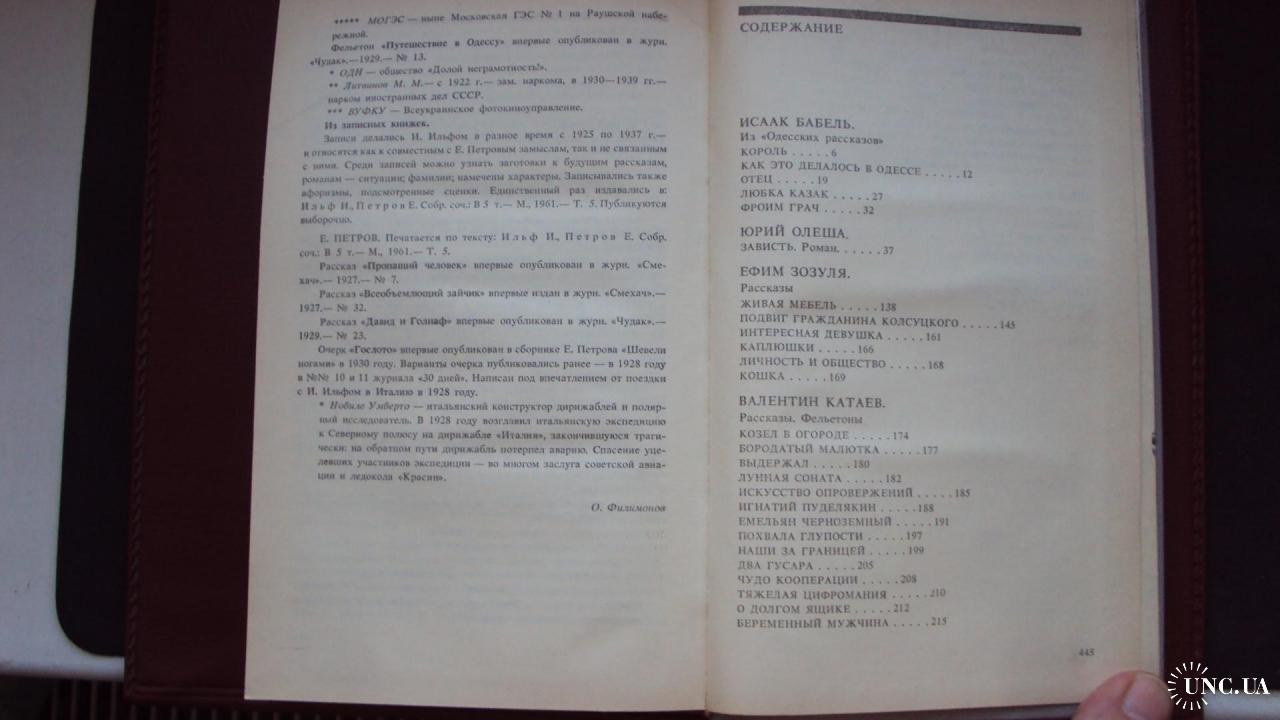 ***** МОГЭС — ныне Московская ГЭС № 1 на Раушской набе-
режной.
Фельетон «Путешествие в Одессу» впервые опубликован в журн.
«Чудак».—1929.— № 13.
* ОДН — общество «Долой неграмотность!».
** Литвинов М. М.— с 1922 г.— зам. наркома, в 1930—1939 гг.—
нарком иностранных дел СССР.
*** ВУФКУ — Всеукраинское фотокиноуправление.
Из записных книжек.
Записи делались И. Ильфом в разное время с 1925 по 1937 г.—
и относятся как к совместным с Е. Петровым замыслам, так и не связанным
с ними. Среди записей можно узнать заготовки к будущим рассказам,
романам — ситуации; фамилии; намечены характеры. Записывались также
афоризмы, подсмотренные сценки. Единственный раз издавались в:
Ильф И., Петров Е. Собр. соч.: В 5 т.— М., 1961.— Т. 5. Публикуются
выборочно.
Е. ПЕТРОВ. Печатается по тексту: Ильф И., Петров Е. Собр.
соч.: В 5 т.— М., 1961.— Т. 5.
Рассказ «Пропащий человек» впервые опубликован в журн. «Сме-
хач».— 1927.— № 7.
Рассказ «Всеобъемлющий зайчик» впервые издан в журн. «Смехач».—
1927.— № 32.
Рассказ «Давид и Голиаф» впервые опубликован в журн. «Чудак».—
1929.— № 23.
Очерк «Гослото» впервые опубликован в сборнике Е. Петрова «Шевели
ногами» в 1930 году. Варианты очерка публиковались ранее — в 1928 году
в №№ 10 и 11 журнала «30 дней». Написан под впечатлением от поездки
с И. Ильфом в Италию в 1928 году.
* Нобиле Умберто — итальянский конструктор дирижаблей и поляр-
ный исследователь. В 1928 году возглавил итальянскую экспедицию
к Северному полюсу на дирижабле «Италия», закончившуюся траги-
чески: на обратном пути дирижабль потерпел аварию. Спасение уце-
левших участников экспедиции — во многом заслуга советской авиа-
ции и ледокола «Красин».
О. Филимонов
СОДЕРЖАНИЕ
ИСААК БАБЕЛЬ.
Из «Одесских рассказов»
КОРОЛЬ . . . . . 6
КАК ЭТО ДЕЛАЛОСЬ В ОДЕССЕ . . . . . 12
ОТЕЦ . . . . . 19
ЛЮБКА КАЗАК . . . . . 27
ФРОИМ ГРАЧ . . . . . 32
ЮРИЙ ОЛЕША.
ЗАВИСТЬ. Роман. . . . . . 37
ЕФИМ ЗОЗУЛЯ.
Рассказы
ЖИВАЯ МЕБЕЛЬ . . . . . 138
ПОДВИГ ГРАЖДАНИНА КОЛСУЦКОГО . . . . . 145
ИНТЕРЕСНАЯ ДЕВУШКА . . . . . 161
КАПЛЮШКИ . . . . . 166
ЛИЧНОСТЬ И ОБЩЕСТВО . . . . . 168
КОШКА . . . . . 169
ВАЛЕНТИН КАТАЕВ.
Рассказы. Фельетоны
КОЗЕЛ В ОГОРОДЕ . . . . . 174
БОРОДАТЫЙ МАЛЮТКА . . . . . 177
ВЫДЕРЖАЛ . . . . . 180
ЛУННАЯ СОНАТА . . . . . 182
ИСКУССТВО ОПРОВЕРЖЕНИЙ . . . . . 185
ИГНАТИЙ ПУДЕЛЯКИН . . . . . 188
ЕМЕЛЬЯН ЧЕРНОЗЕМНЫЙ . . . . . 191
ПОХВАЛА ГЛУПОСТИ . . . . . 197
НАШИ ЗА ГРАНИЦЕЙ . . . . . 199
ДВА ГУСАРА . . . . . 205
ЧУДО КООПЕРАЦИИ . . . . . 208
ТЯЖЕЛАЯ ЦИФРОМАНИЯ . . . . . 210
О ДОЛГОМ ЯЩИКЕ . . . . . 212
БЕРЕМЕННЫЙ МУЖЧИНА . . . . . 215
445
UNC.UA